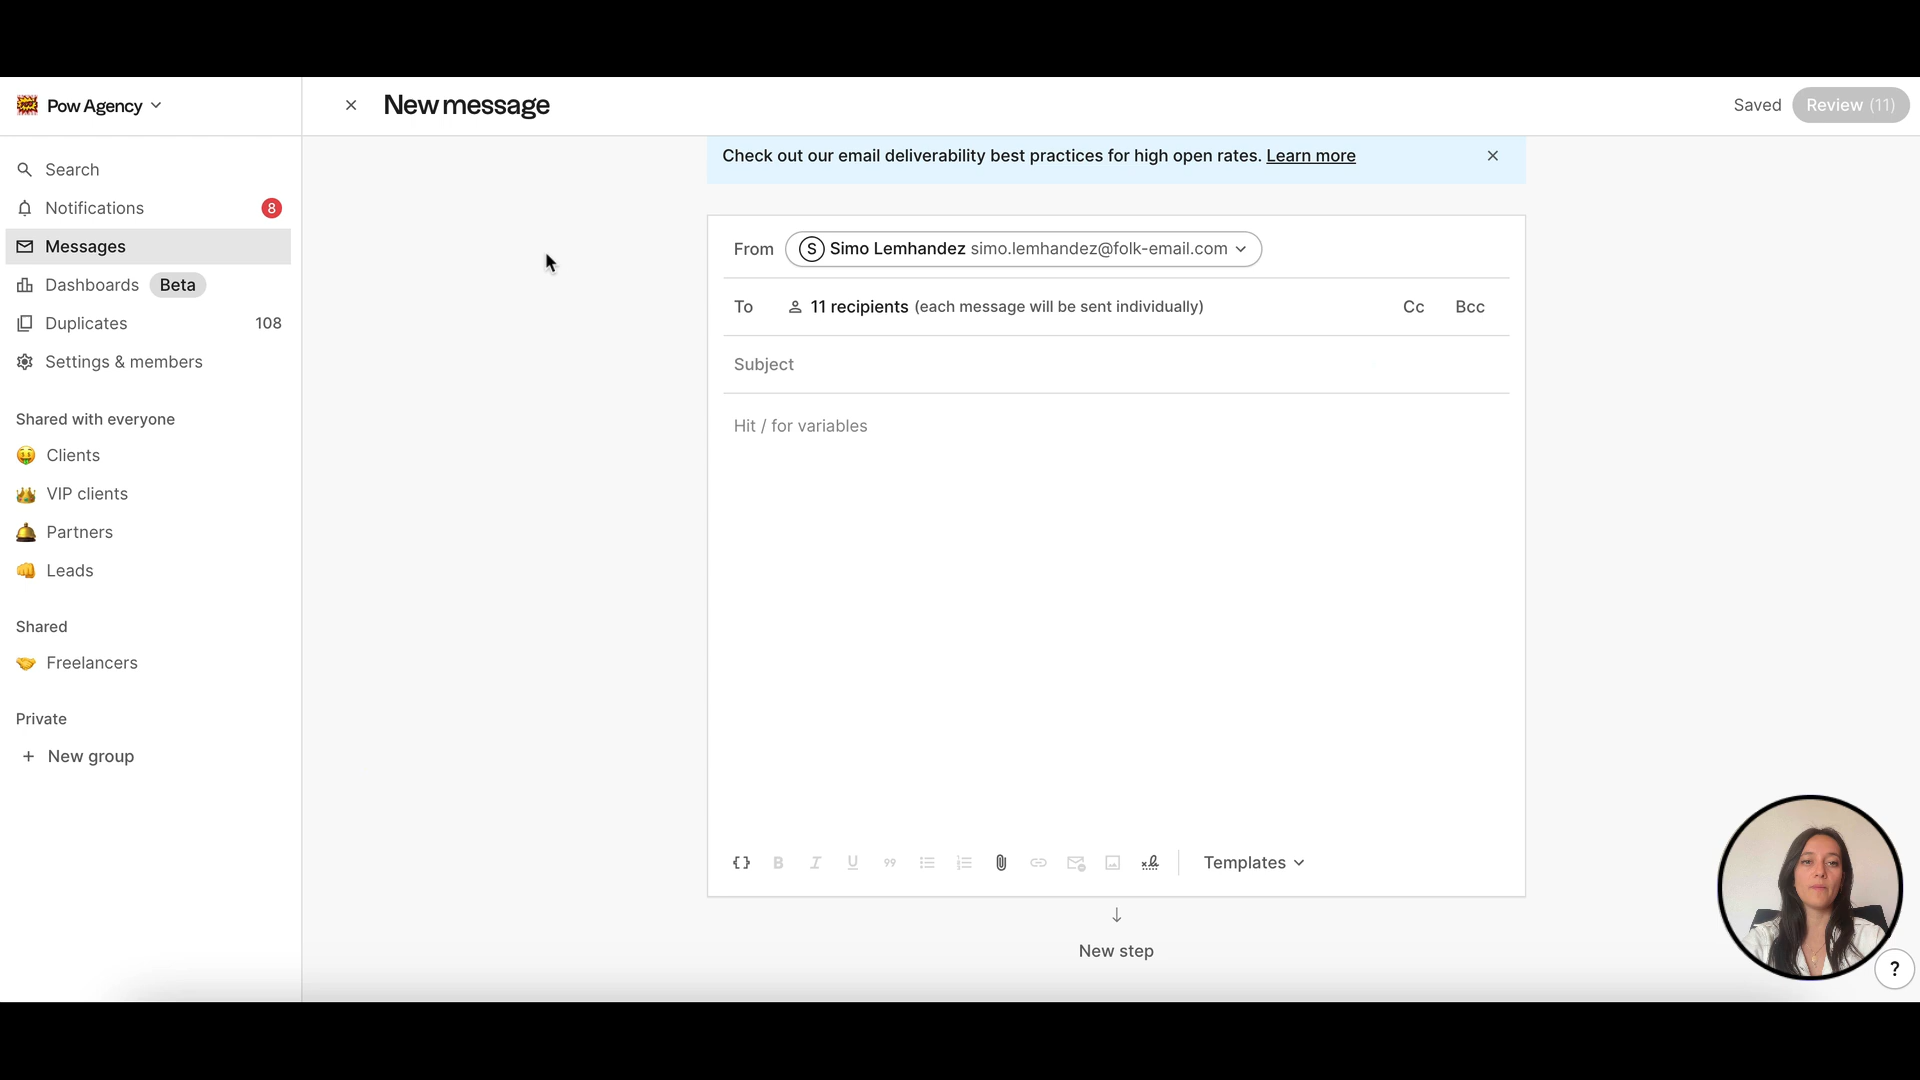 Pow Agency
New message
Saved
Review (11)
Search
Notifications 8
Messages
Dashboards Beta
Duplicates 108
Settings & members
Shared with everyone
Clients
VIP clients
Partners
Leads
Shared
Freelancers
Private
+ New group
Check out our email deliverability best practices for high open rates. Learn more
From S Simo Lemhandez simo.lemhandez@folk-email.com
To 11 recipients (each message will be sent individually) Cc Bcc
Subject
Hit / for variables
{} B I U 99 Templates
New step
?